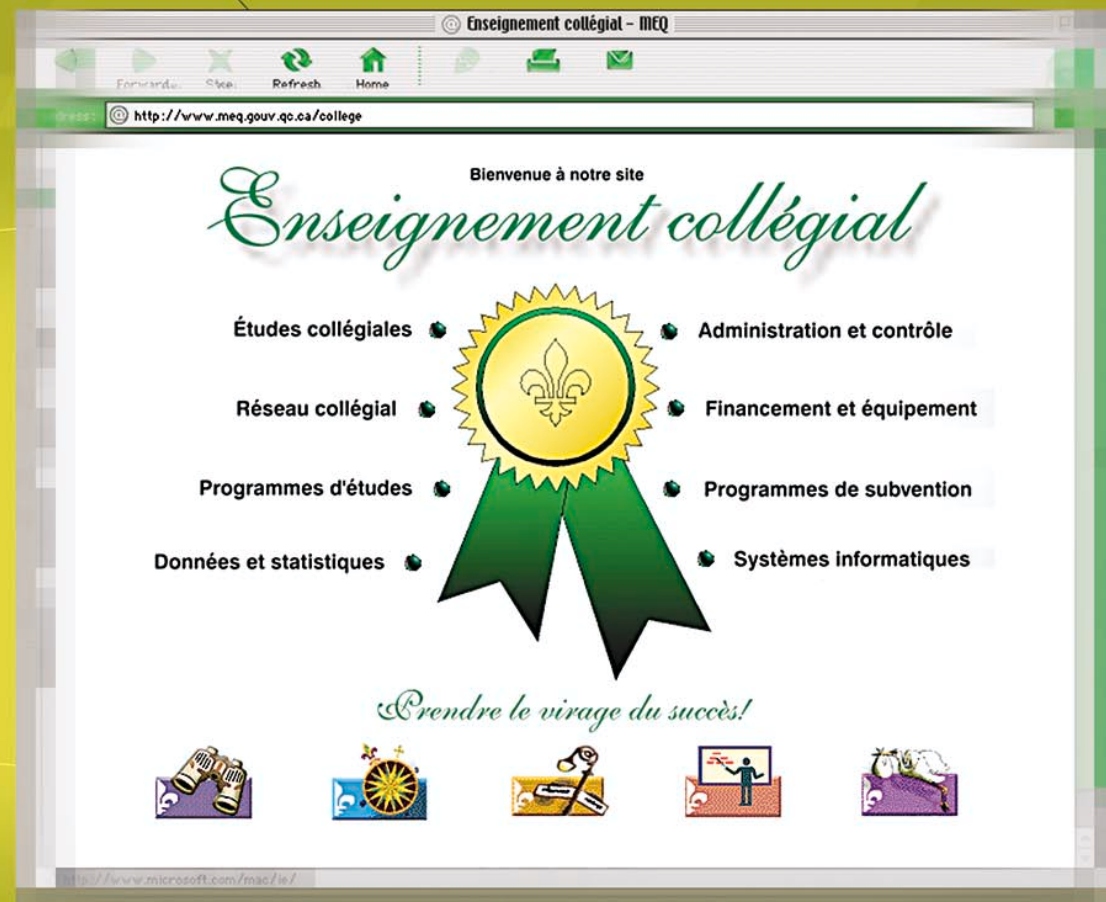 Enseignement collégial - MEQ
Forward Stop Refresh Home
http://www.meq.gouv.qc.ca/college
Bienvenue à notre site
Enseignement collégial
Études collégiales
Administration et contrôle
Réseau collégial
Financement et équipement
Programmes d'études
Programmes de subvention
Données et statistiques
Systèmes informatiques
Prendre le virage du succès!
http://www.microsoft.com/mac/ie/